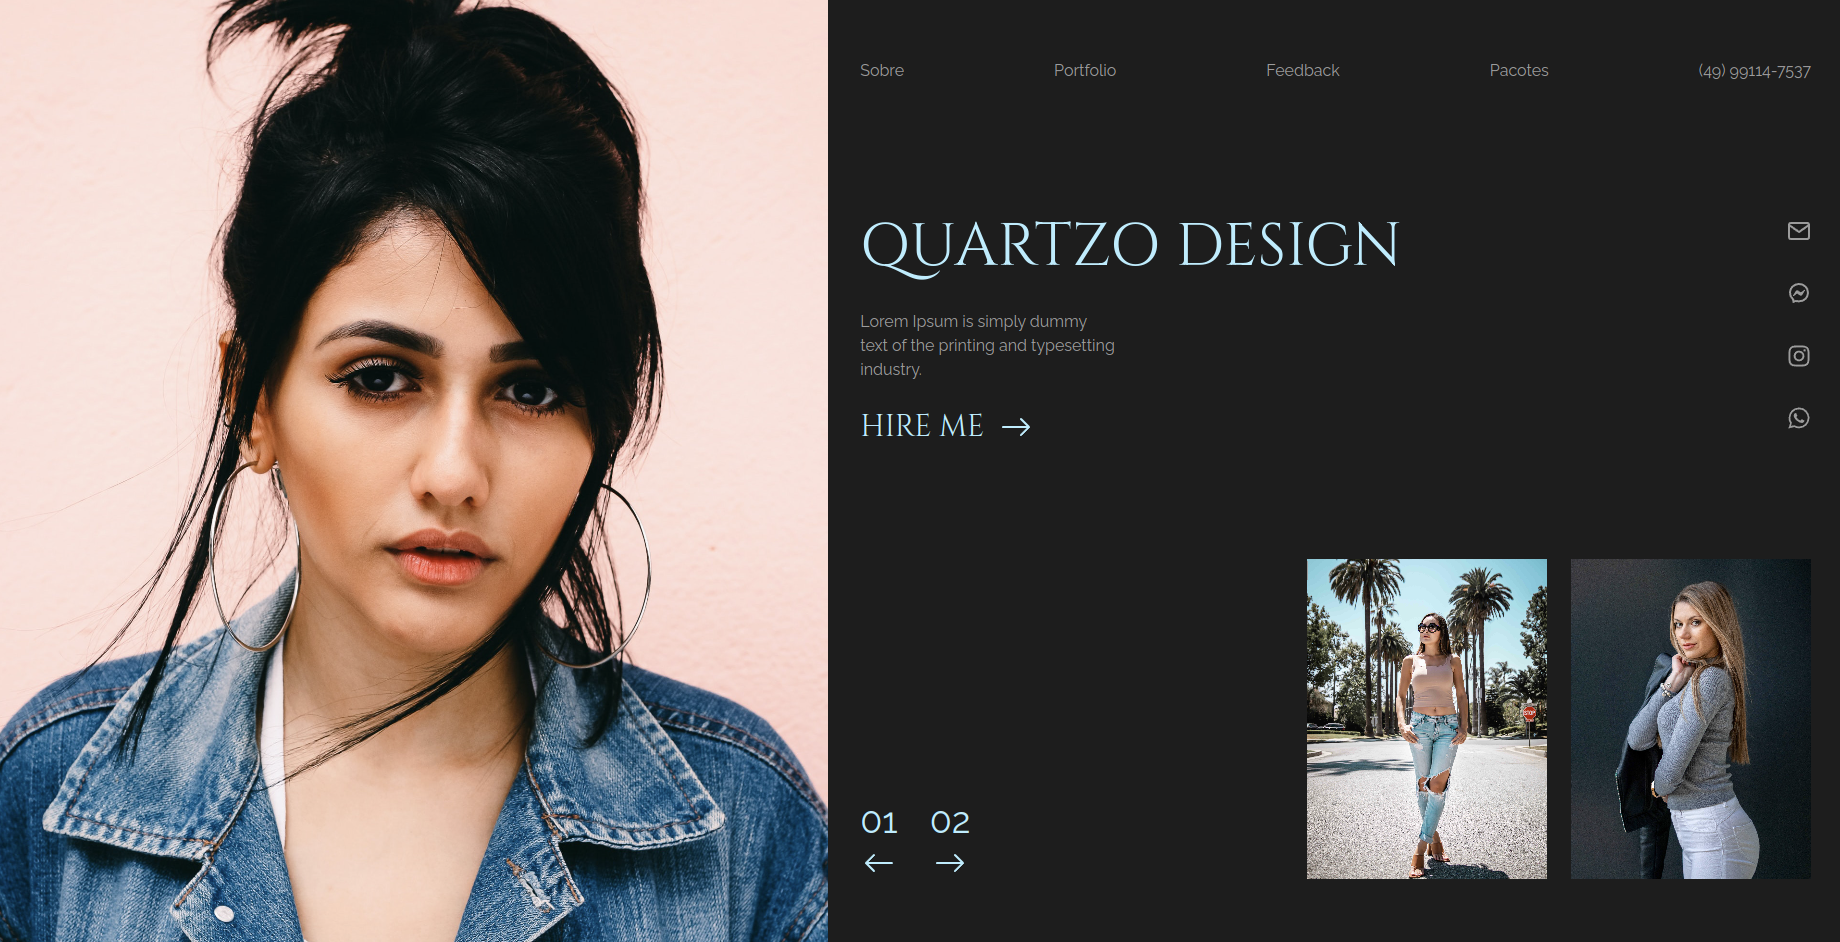 Sobre
Portfolio
Feedback
Pacotes
(49) 99114-7537
QUARTZO DESIGN
Lorem Ipsum is simply dummy
text of the printing and typesetting
industry.
HIRE ME
01 02
STOP